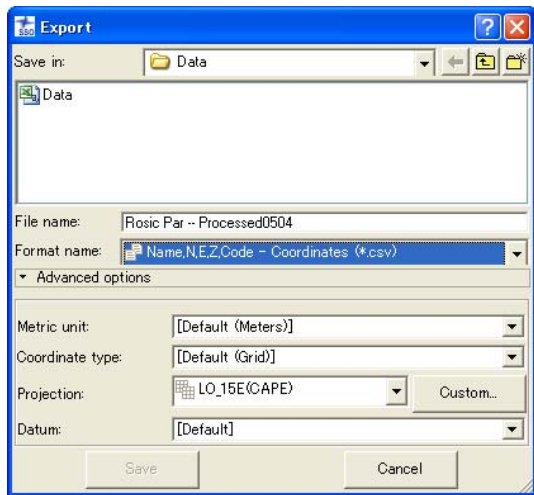 SSO Export
Save in: Data
Data
File name: Rosic Par -- Processed0504
Format name: Name,N,E,Z,Code - Coordinates (*.csv)
Advanced options
Metric unit: [Default (Meters)]
Coordinate type: [Default (Grid)]
Projection: LO_15E(CAPE) Custom...
Datum: [Default]
Save Cancel